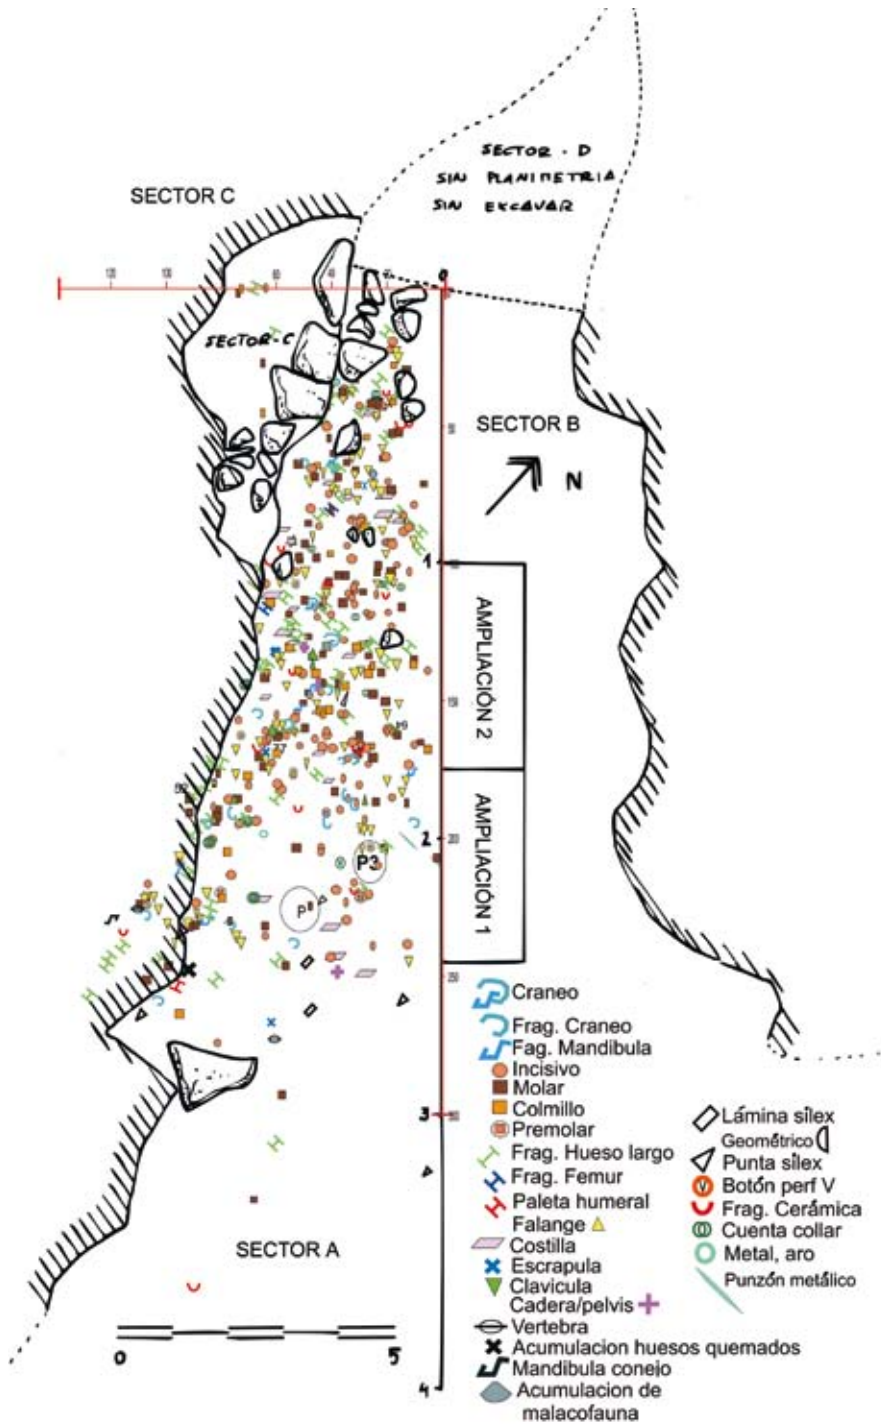 SECTOR - D
SIN PLANIMETRIA
SIN EXCAVAR
SECTOR C
0
SECTOR-C
50
SECTOR B
N
1
AMPLIACIÓN 2
AMPLIACIÓN 1
2
P3
P
Craneo
Frag. Craneo
Fag. Mandibula
Incisivo
Molar
Colmillo
Premolar
Frag. Hueso largo
Frag. Femur
Paleta humeral
Falange
Costilla
Escrapula
Clavicula
Cadera/pelvis
Vertebra
Acumulacion huesos quemados
Mandibula conejo
Acumulacion de
malacofauna
Lámina sílex
Geométrico
Punta sílex
Botón perf V
Frag. Cerámica
Cuenta collar
Metal, aro
Punzón metálico
3
SECTOR A
0 5
4